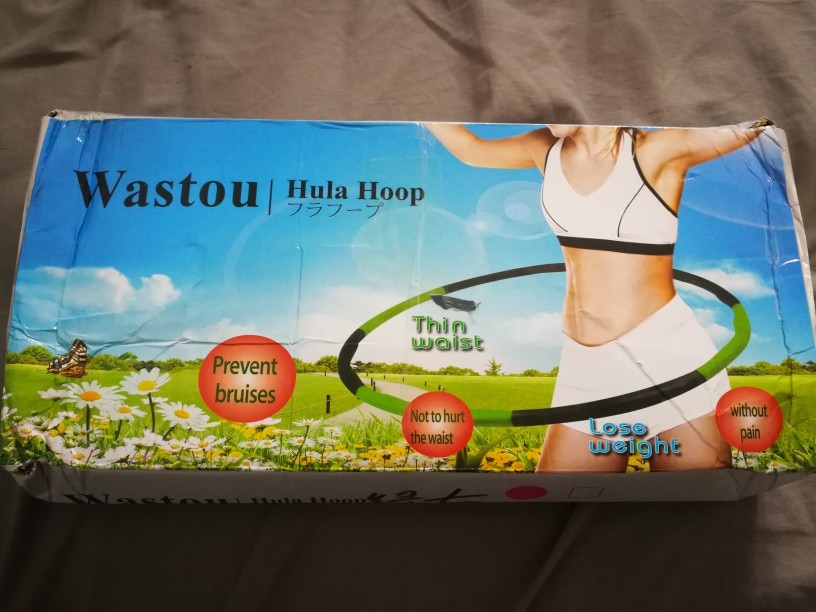 Wastou | Hula Hoop
フラフープ
Thin
waist
Prevent
bruises
Not to hurt
the waist
Lose
weight
without
pain
Wastou | Hula Hoop